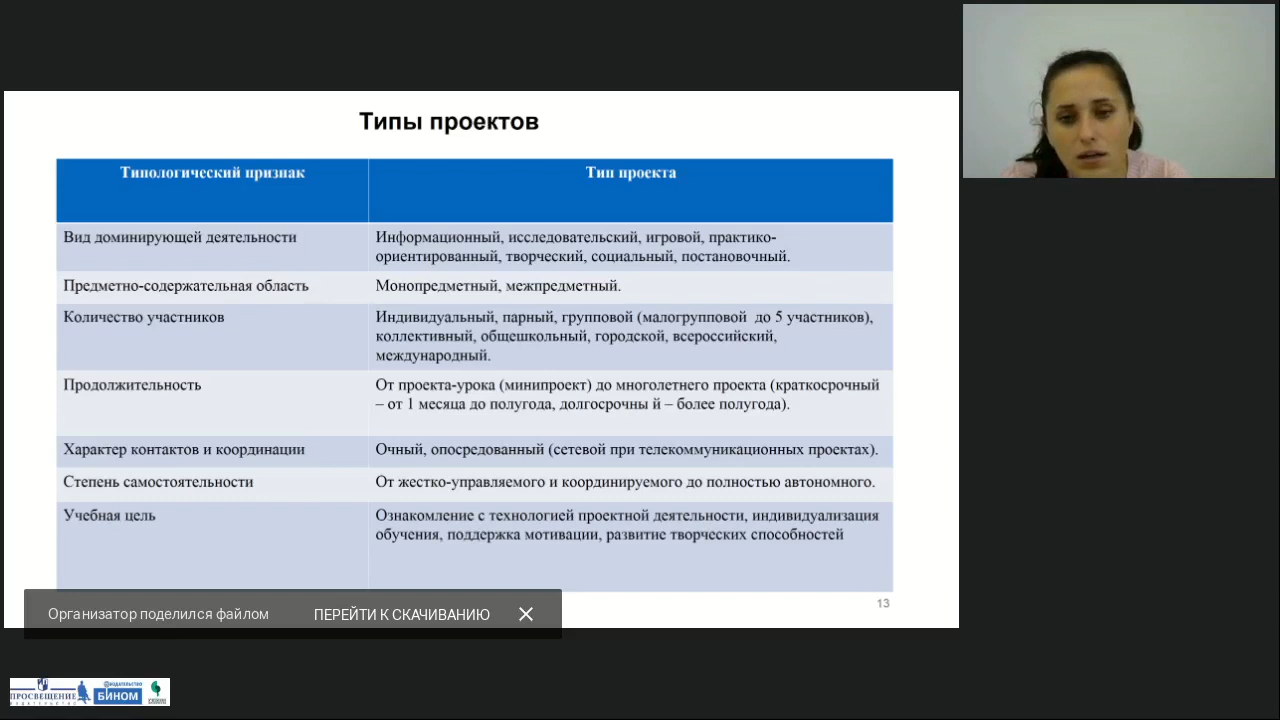 Типы проектов
Типологический признак
Тип проекта
Вид доминирующей деятельности
Информационный, исследовательский, игровой, практико-
ориентированный, творческий, социальный, постановочный.
Предметно-содержательная область
Монопредметный, межпредметный.
Количество участников
Индивидуальный, парный, групповой (малогрупповой до 5 участников),
коллективный, общешкольный, городской, всероссийский,
международный.
Продолжительность
От проекта-урока (минипроект) до многолетнего проекта (краткосрочный
– от 1 месяца до полугода, долгосрочны й – более полугода).
Характер контактов и координации
Очный, опосредованный (сетевой при телекоммуникационных проектах).
Степень самостоятельности
От жестко-управляемого и координируемого до полностью автономного.
Учебная цель
Ознакомление с технологией проектной деятельности, индивидуализация
обучения, поддержка мотивации, развитие творческих способностей
13
Организатор поделился файлом
ПЕРЕЙТИ К СКАЧИВАНИЮ
ПРОСВЕЩЕНИЕ
ИЗДАТЕЛЬСТВО
ИЗДАТЕЛЬСТВО
БИНОМ